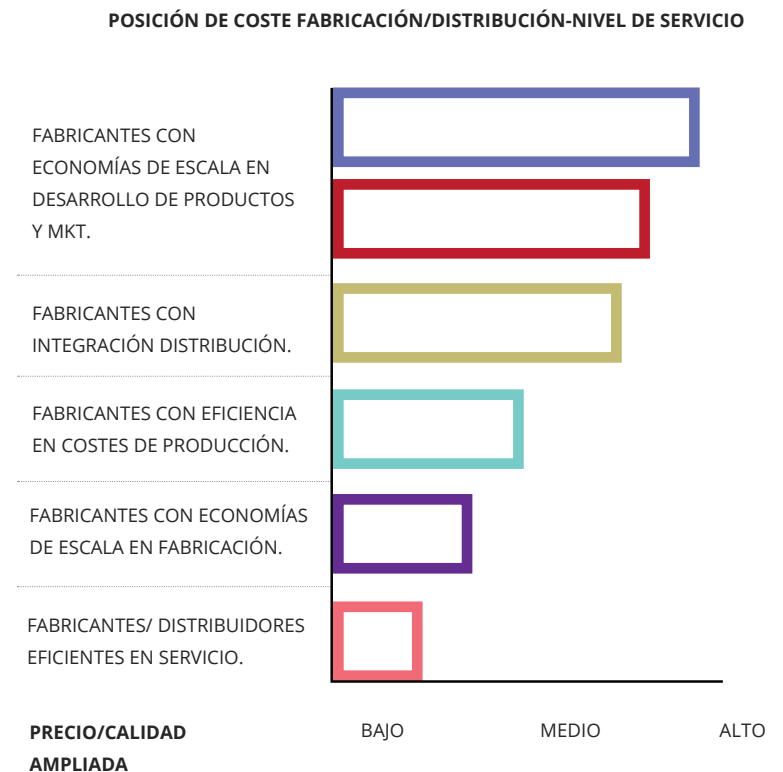 POSICIÓN DE COSTE FABRICACIÓN/DISTRIBUCIÓN-NIVEL DE SERVICIO
FABRICANTES CON
ECONOMÍAS DE ESCALA EN
DESARROLLO DE PRODUCTOS
Y MKT.
FABRICANTES CON
INTEGRACIÓN DISTRIBUCIÓN.
FABRICANTES CON EFICIENCIA
EN COSTES DE PRODUCCIÓN.
FABRICANTES CON ECONOMÍAS
DE ESCALA EN FABRICACIÓN.
FABRICANTES/ DISTRIBUIDORES
EFICIENTES EN SERVICIO.
PRECIO/CALIDAD
AMPLIADA
BAJO
MEDIO
ALTO